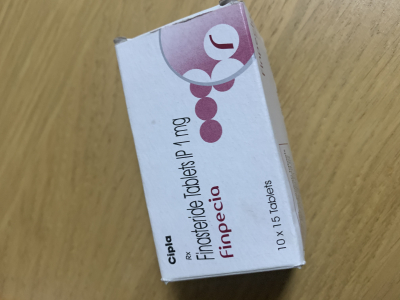 Cipla
Rx
Finasteride Tablets IP 1 mg
Finpecia
10 x 15 Tablets